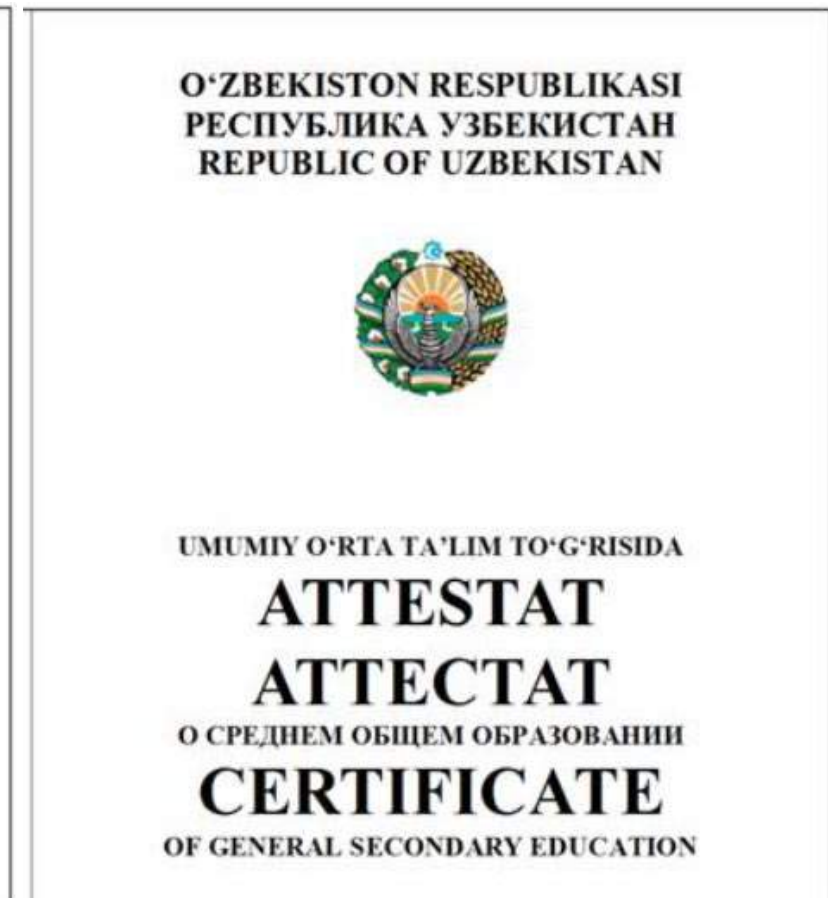 O‘ZBEKISTON RESPUBLIKASI
РЕСПУБЛИКА УЗБЕКИСТАН
REPUBLIC OF UZBEKISTAN
UMUMIY O‘RTA TA’LIM TO‘G‘RISIDA
ATTESTAT
АТТЕСТАТ
О СРЕДНЕМ ОБЩЕМ ОБРАЗОВАНИИ
CERTIFICATE
OF GENERAL SECONDARY EDUCATION